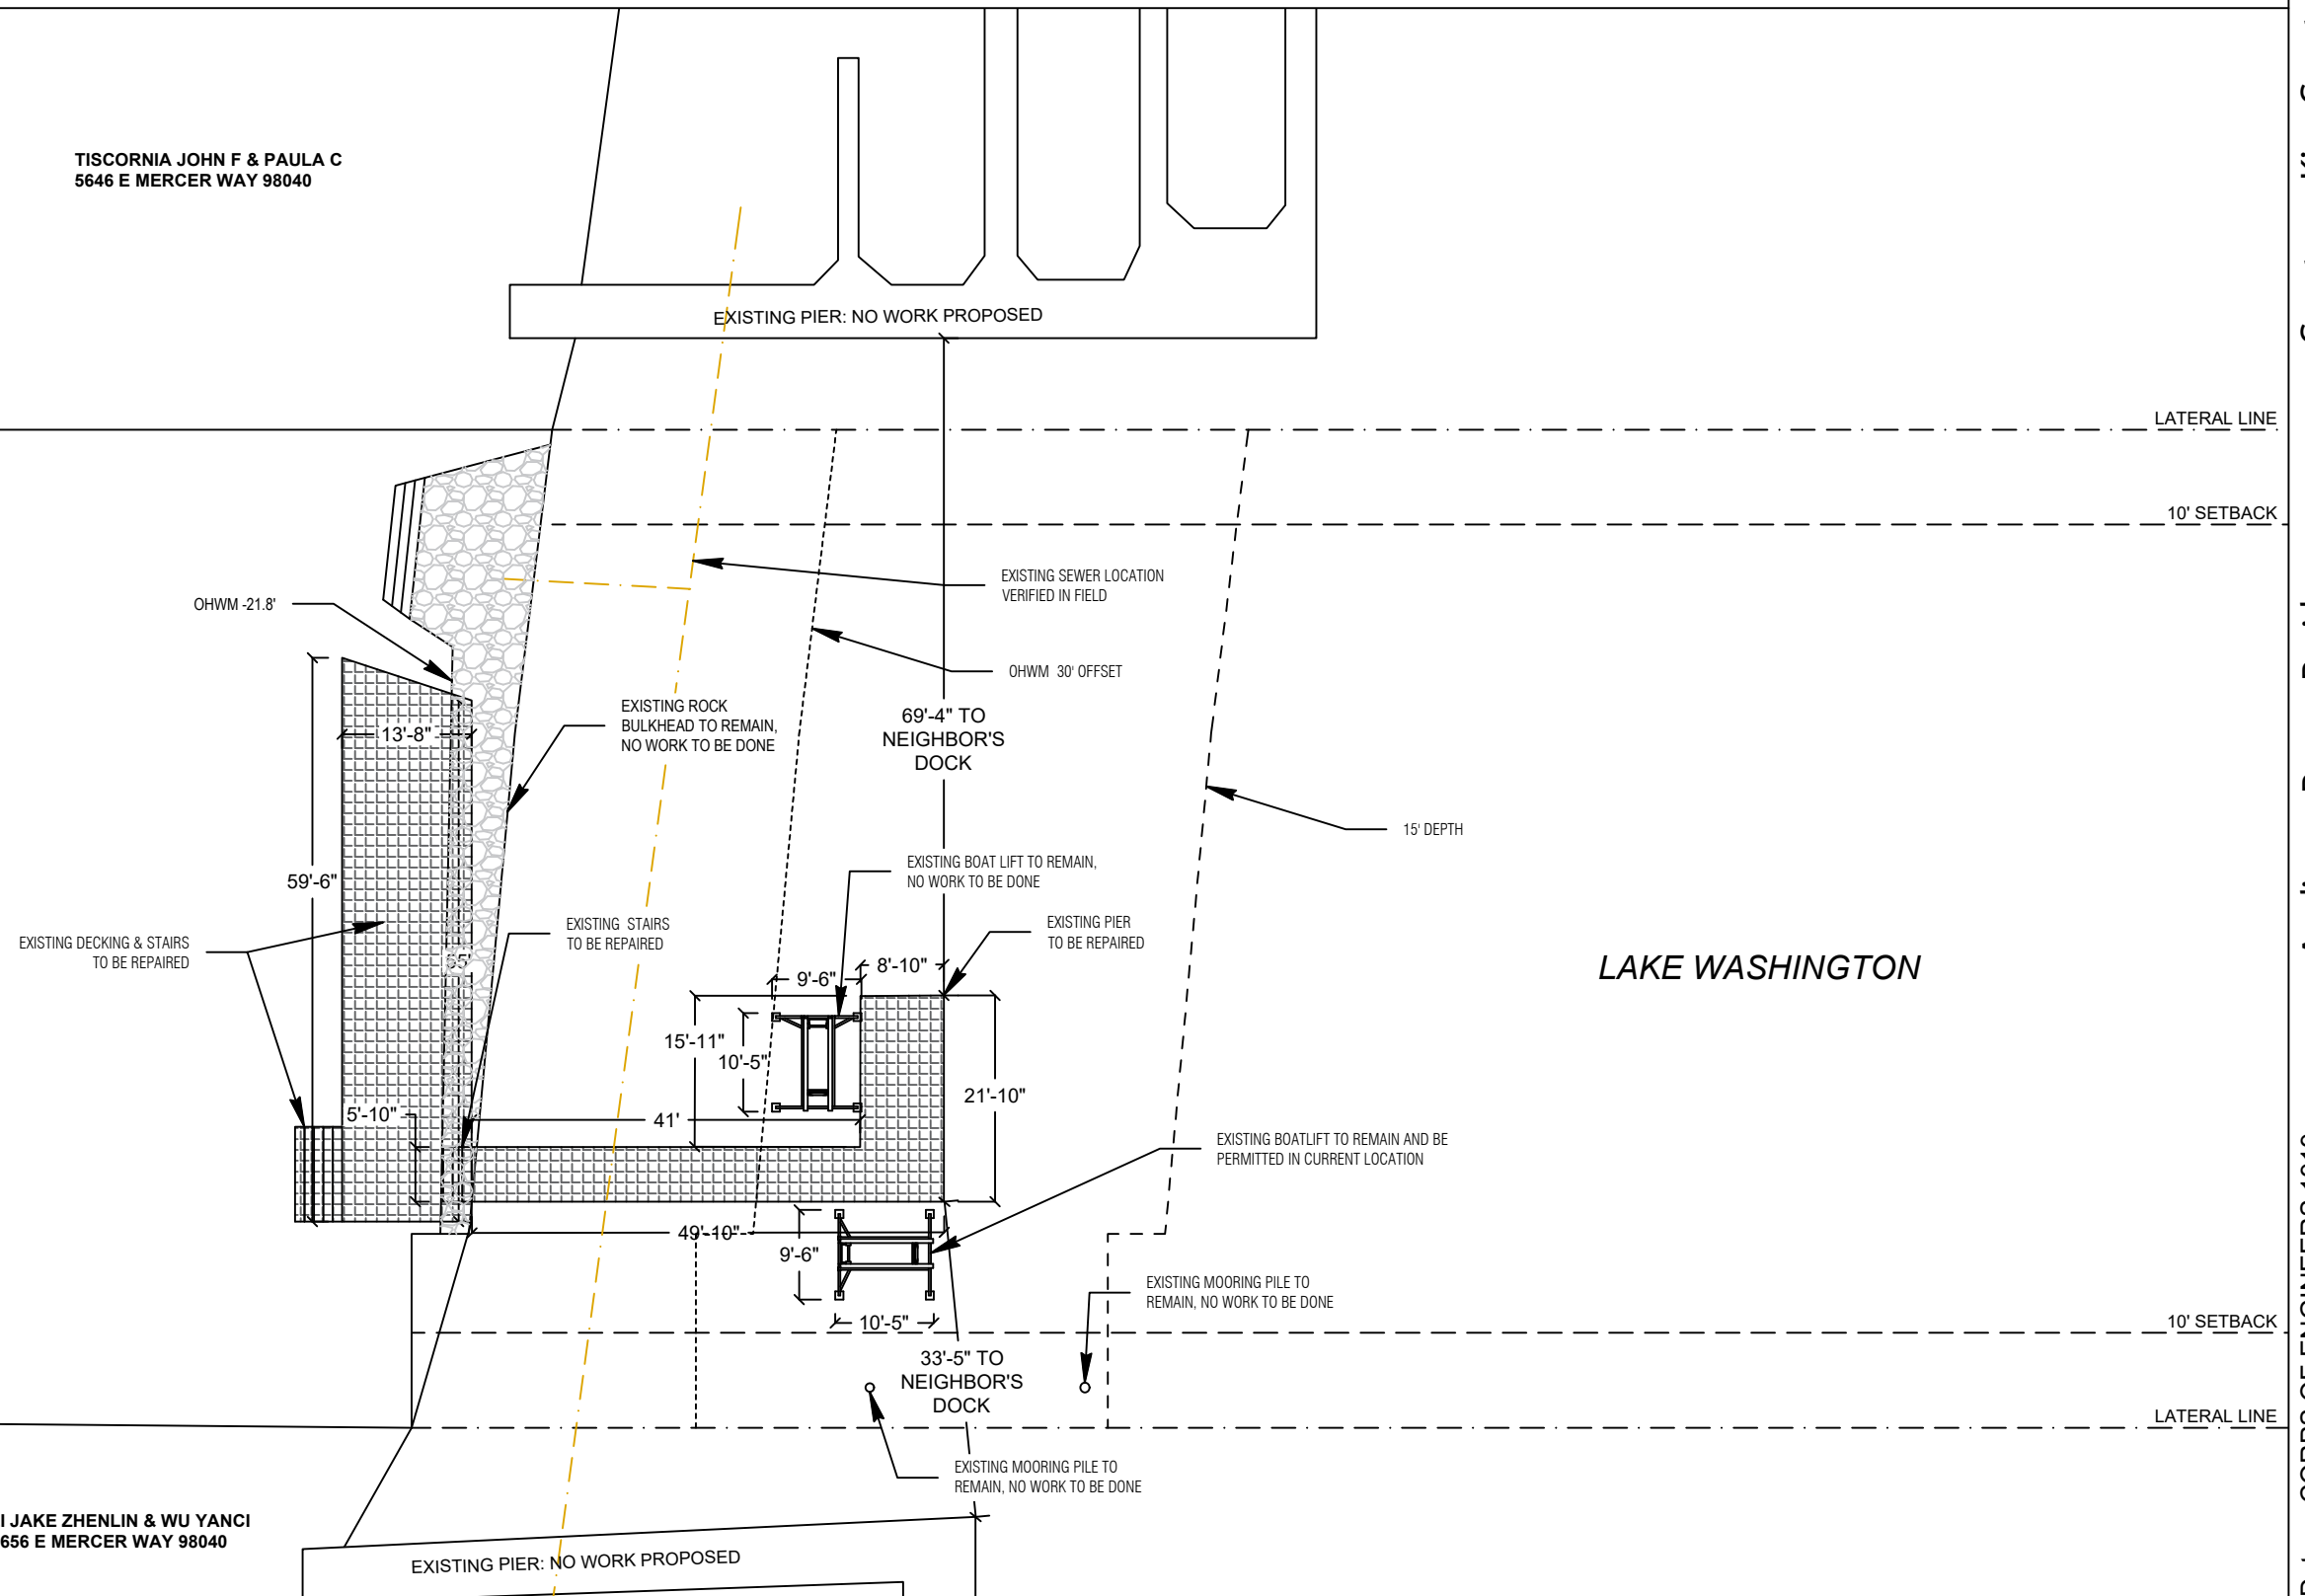 TISCORNIA JOHN F & PAULA C
5646 E MERCER WAY 98040
EXISTING PIER: NO WORK PROPOSED
LATERAL LINE
10' SETBACK
EXISTING SEWER LOCATION
VERIFIED IN FIELD
OHWM -21.8'
OHWM 30' OFFSET
EXISTING ROCK
BULKHEAD TO REMAIN,
NO WORK TO BE DONE
69'-4" TO
NEIGHBOR'S
DOCK
13'-8"
15' DEPTH
59'-6"
EXISTING BOAT LIFT TO REMAIN,
NO WORK TO BE DONE
EXISTING STAIRS
TO BE REPAIRED
EXISTING PIER
TO BE REPAIRED
EXISTING DECKING & STAIRS
TO BE REPAIRED
LAKE WASHINGTON
9'-6"
8'-10"
15'-11"
10'-5"
21'-10"
5'-10"
41'
EXISTING BOATLIFT TO REMAIN AND BE
PERMITTED IN CURRENT LOCATION
49'-10"
9'-6"
EXISTING MOORING PILE TO
REMAIN, NO WORK TO BE DONE
10'-5"
10' SETBACK
33'-5" TO
NEIGHBOR'S
DOCK
LATERAL LINE
EXISTING MOORING PILE TO
REMAIN, NO WORK TO BE DONE
I JAKE ZHENLIN & WU YANCI
656 E MERCER WAY 98040
EXISTING PIER: NO WORK PROPOSED